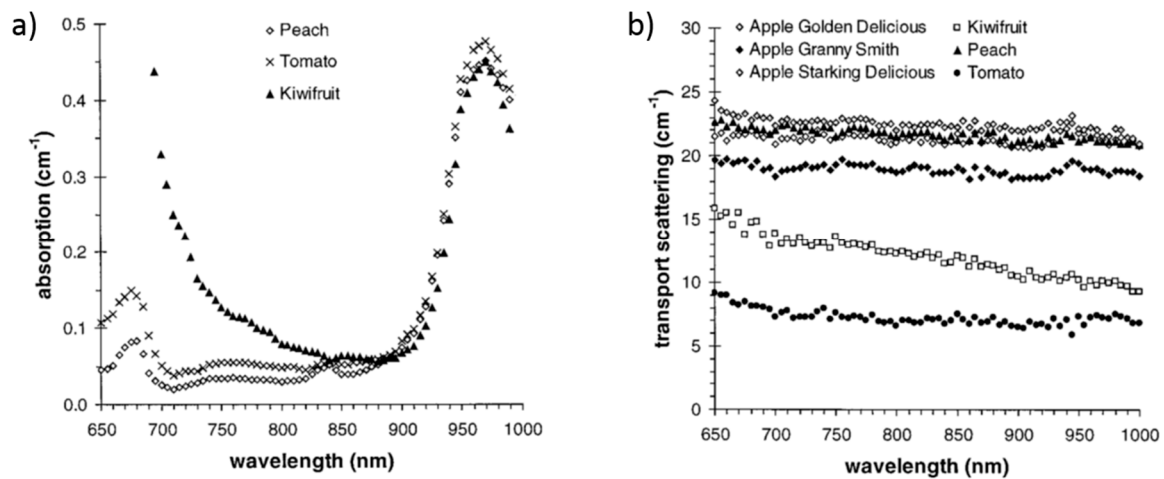 a)
0.5
0.4
0.3
0.2
0.1
0.0
absorption (cm⁻¹)
Peach
Tomato
Kiwifruit
650 700 750 800 850 900 950 1000
wavelength (nm)
b)
30
25
20
15
10
5
0
transport scattering (cm⁻¹)
Apple Golden Delicious
Apple Granny Smith
Apple Starking Delicious
Kiwifruit
Peach
Tomato
650 700 750 800 850 900 950 1000
wavelength (nm)